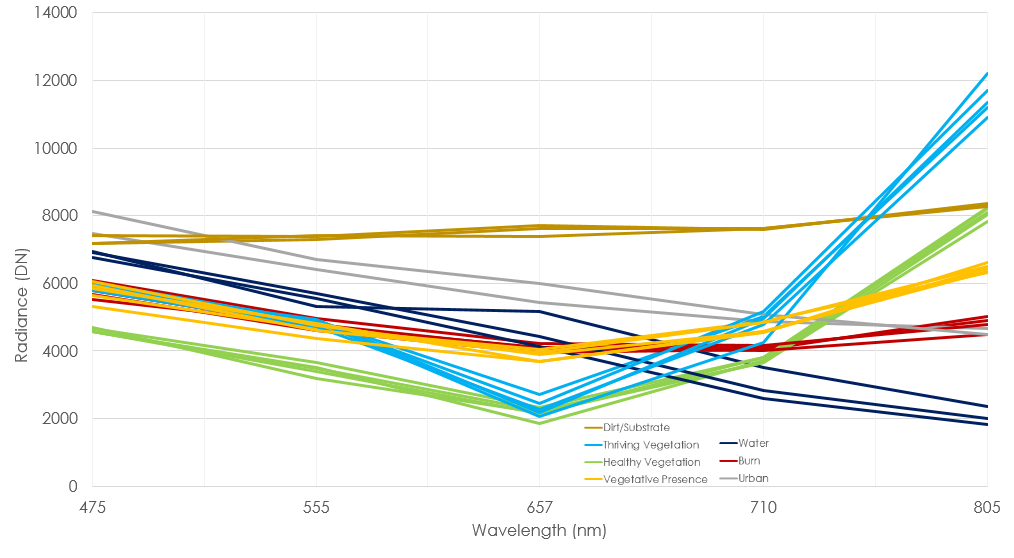 14000
12000
10000
8000
6000
4000
2000
0
Radiance (DN)
475 555 657 710 805
Wavelength (nm)
Dirt/Substrate
Thriving Vegetation
Healthy Vegetation
Vegetative Presence
Water
Burn
Urban